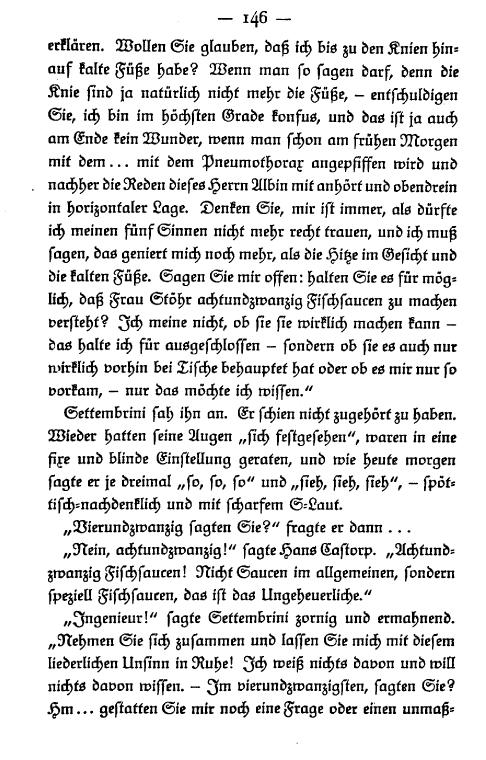 — 146 —
erklären. Wollen Sie glauben, daß ich bis zu den Knien hin⸗
auf kalte Füße habe? Wenn man so sagen darf, denn die
Knie sind ja natürlich nicht mehr die Füße, – entschuldigen
Sie, ich bin im höchsten Grade konfus, und das ist ja auch
am Ende kein Wunder, wenn man schon am frühen Morgen
mit dem... mit dem Pneumothorax angepfiffen wird und
nachher die Reden dieses Herrn Albin mit anhört und obendrein
in horizontaler Lage. Denken Sie, mir ist immer, als dürfte
ich meinen fünf Sinnen nicht mehr recht trauen, und ich muß
sagen, das geniert mich noch mehr, als die Hitze im Gesicht und
die kalten Füße. Sagen Sie mir offen: halten Sie es für mög⸗
lich, daß Frau Stöhr achtundzwanzig Fischsaucen zu machen
versteht? Ich meine nicht, ob sie sie wirklich machen kann –
das halte ich für ausgeschlossen – sondern ob sie es auch nur
wirklich vorhin bei Tische behauptet hat oder ob es mir nur so
vorkam, – nur das möchte ich wissen.“
Settembrini sah ihn an. Er schien nicht zugehört zu haben.
Wieder hatten seine Augen „sich festgesehen“, waren in eine
fixe und blinde Einstellung geraten, und wie heute morgen
sagte er je dreimal „so, so, so“ und „sieh, sieh, sieh“, – spöt⸗
tisch⸗nachdenklich und mit scharfem S⸗Laut.
„Vierundzwanzig sagten Sie?“ fragte er dann...
„Nein, achtundzwanzig!“ sagte Hans Castorp. „Achtund⸗
zwanzig Fischsaucen! Nicht Saucen im allgemeinen, sondern
speziell Fischsaucen, das ist das Ungeheuerliche.“
„Ingenieur!“ sagte Settembrini zornig und ermahnend.
„Nehmen Sie sich zusammen und lassen Sie mich mit diesem
liederlichen Unsinn in Ruhe! Ich weiß nichts davon und will
nichts davon wissen. – Im vierundzwanzigsten, sagten Sie?
Hm... gestatten Sie mir noch eine Frage oder einen unmaß⸗